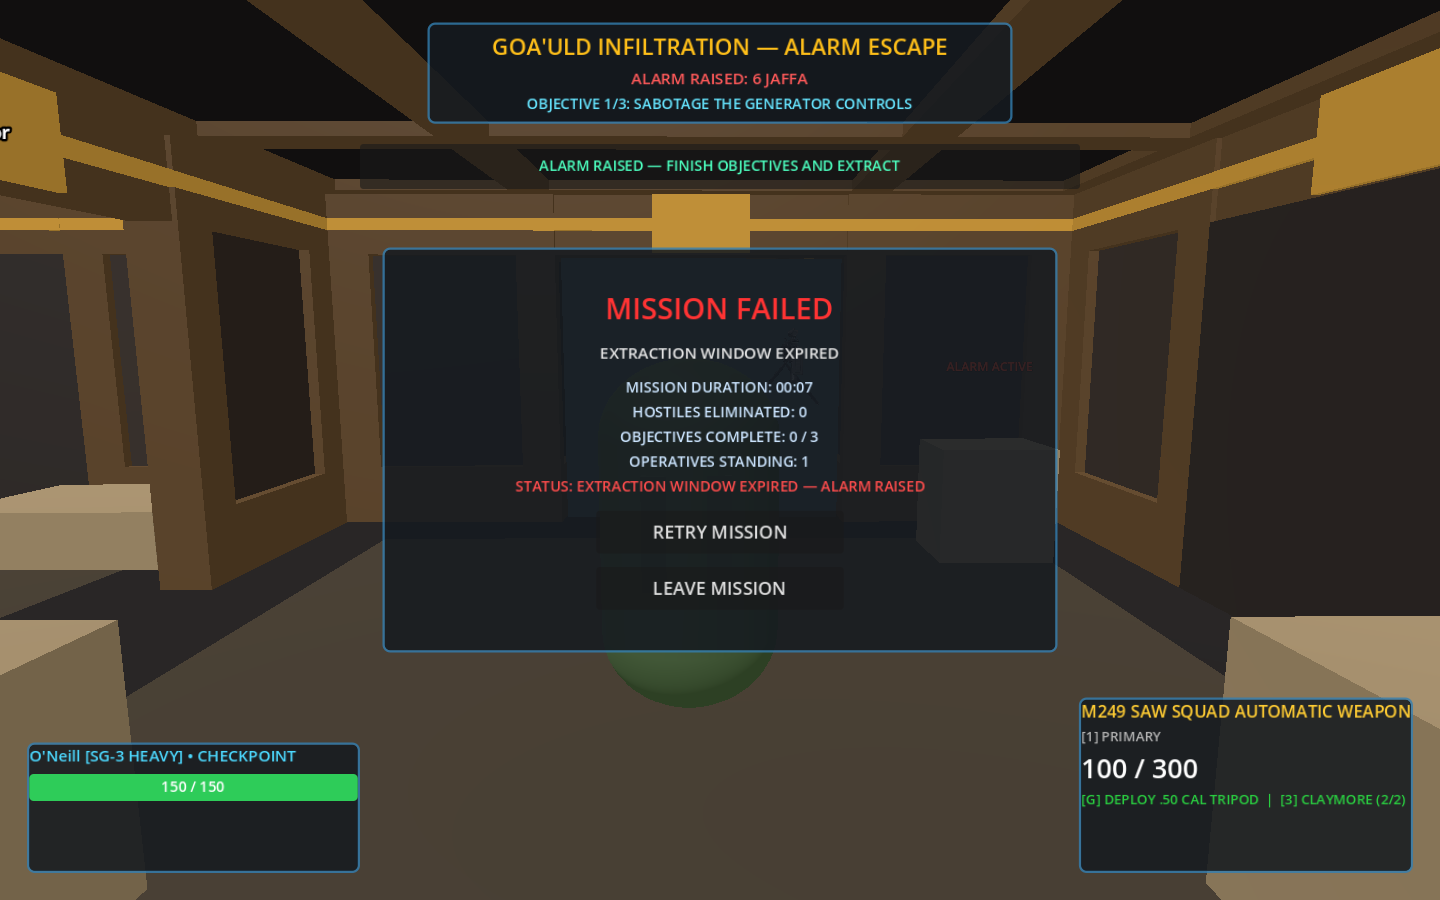 GOA'ULD INFILTRATION — ALARM ESCAPE
ALARM RAISED: 6 JAFFA
OBJECTIVE 1/3: SABOTAGE THE GENERATOR CONTROLS
ALARM RAISED — FINISH OBJECTIVES AND EXTRACT
MISSION FAILED
EXTRACTION WINDOW EXPIRED
ALARM ACTIVE
MISSION DURATION: 00:07
HOSTILES ELIMINATED: 0
OBJECTIVES COMPLETE: 0 / 3
OPERATIVES STANDING: 1
STATUS: EXTRACTION WINDOW EXPIRED — ALARM RAISED
RETRY MISSION
LEAVE MISSION
O'Neill [SG-3 HEAVY] • CHECKPOINT
150 / 150
M249 SAW SQUAD AUTOMATIC WEAPON
[1] PRIMARY
100 / 300
[G] DEPLOY .50 CAL TRIPOD | [3] CLAYMORE (2/2)